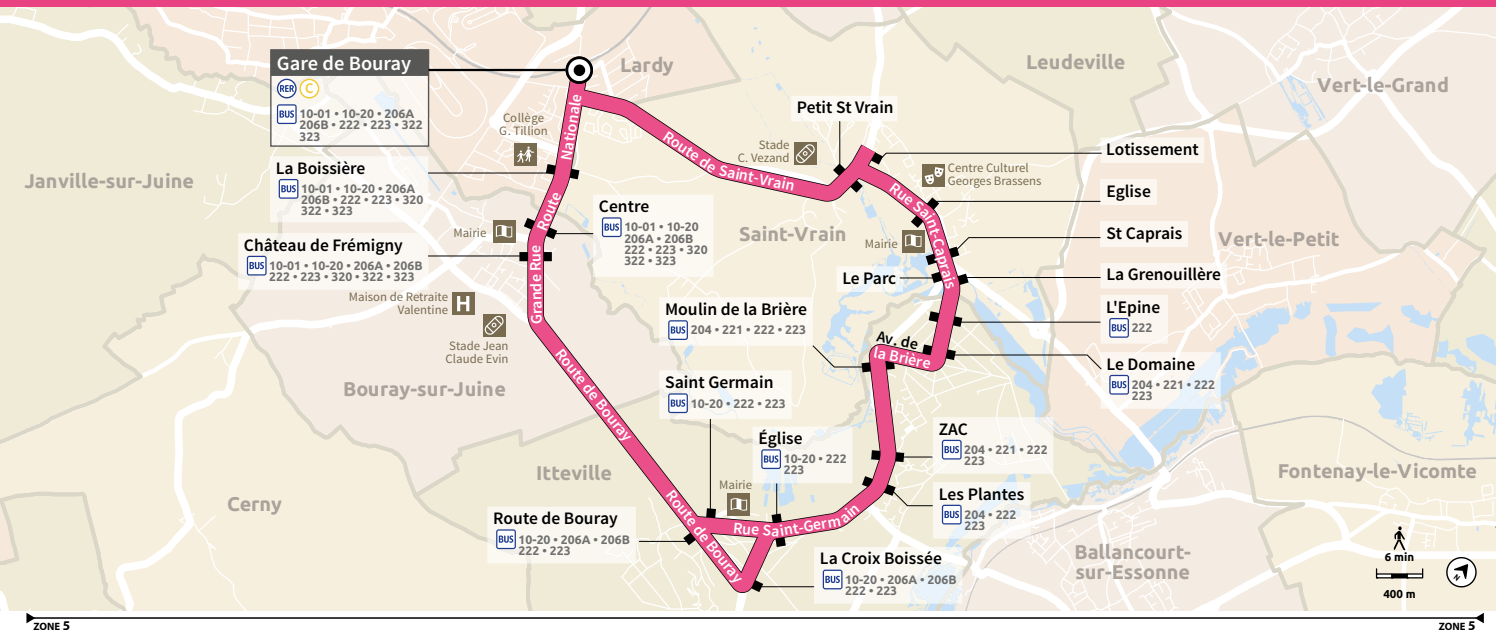 Gare de Bouray
RER C
BUS 10-01 • 10-20 • 206A
206B • 222 • 223 • 322
323
Lardy
Leudeville
Vert-le-Grand
Petit St Vrain
Collège
G. Tillion
Nationale
Route de Saint-Vrain
Stade
C. Vezand
Lotissement
La Boissière
BUS 10-01 • 10-20 • 206A
206B • 222 • 223 • 320
322 • 323
Janville-sur-Juine
Centre Culturel
Georges Brassens
Rue Saint-Caprais
Eglise
Route
Centre
BUS 10-01 • 10-20
206A • 206B
222 • 223 • 320
322 • 323
Mairie
Saint-Vrain
Mairie
St Caprais
Vert-le-Petit
Château de Frémigny
BUS 10-01 • 10-20 • 206A • 206B
222 • 223 • 320 • 322 • 323
Grande Rue
Le Parc
La Grenouillère
Maison de Retraite
Valentine
H
Moulin de la Brière
BUS 204 • 221 • 222 • 223
L'Epine
BUS 222
Stade Jean
Claude Evin
Av. de
la Brière
Le Domaine
BUS 204 • 221 • 222
223
Bouray-sur-Juine
Route de Bouray
Saint Germain
BUS 10-20 • 222 • 223
Église
BUS 10-20 • 222
223
ZAC
BUS 204 • 221 • 222
223
Itteville
Fontenay-le-Vicomte
Cerny
Mairie
Les Plantes
BUS 204 • 222
223
Route de Bouray
BUS 10-20 • 206A • 206B
222 • 223
Route de Bouray
Rue Saint-Germain
La Croix Boissée
BUS 10-20 • 206A • 206B
222 • 223
Ballancourt-
sur-Essonne
6 min
400 m
N
ZONE 5
ZONE 5